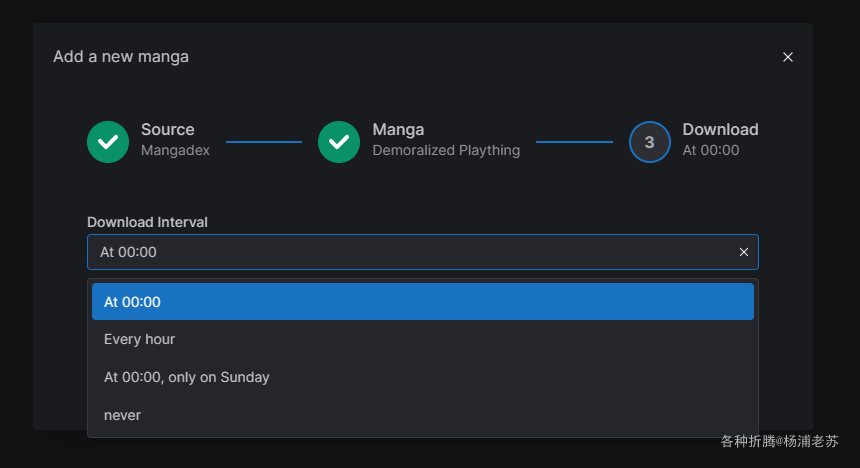 Add a new manga
Source
Mangadex
Manga
Demoralized Plaything
3
Download
At 00:00
Download Interval
At 00:00
At 00:00
Every hour
At 00:00, only on Sunday
never
各种折腾@杨浦老苏